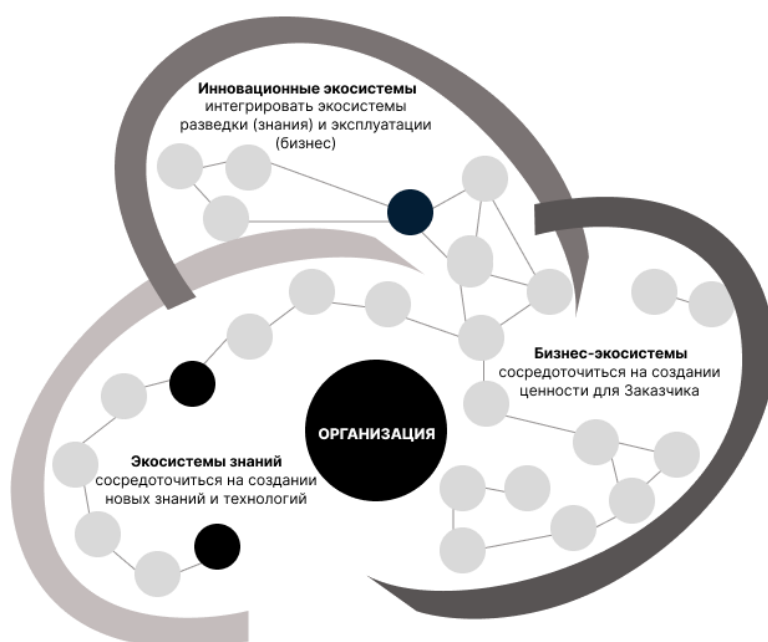 Инновационные экосистемы
интегрировать экосистемы
разведки (знания) и эксплуатации
(бизнес)
Бизнес-экосистемы
сосредоточиться на создании
ценности для Заказчика
ОРГАНИЗАЦИЯ
Экосистемы знаний
сосредоточиться на создании
новых знаний и технологий